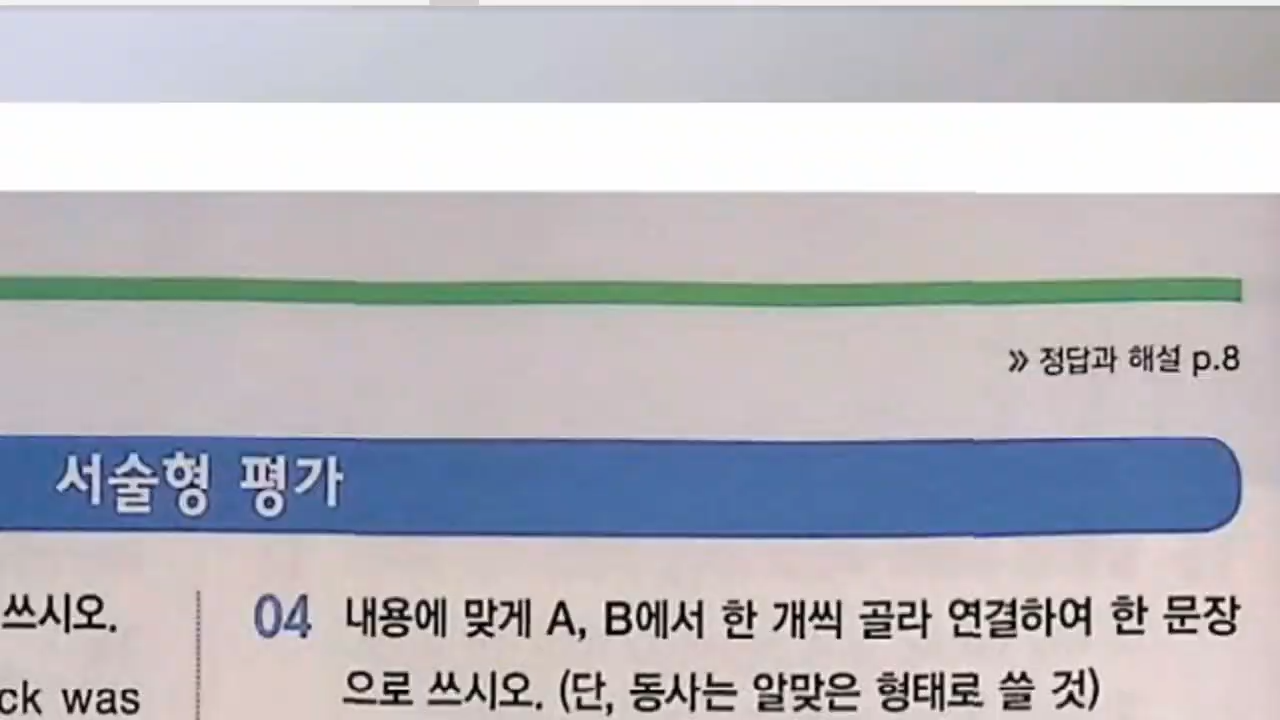 » 정답과 해설 p.8
서술형 평가
쓰시오.
ck was
04 내용에 맞게 A, B에서 한 개씩 골라 연결하여 한 문장
으로 쓰시오. (단, 동사는 알맞은 형태로 쓸 것)